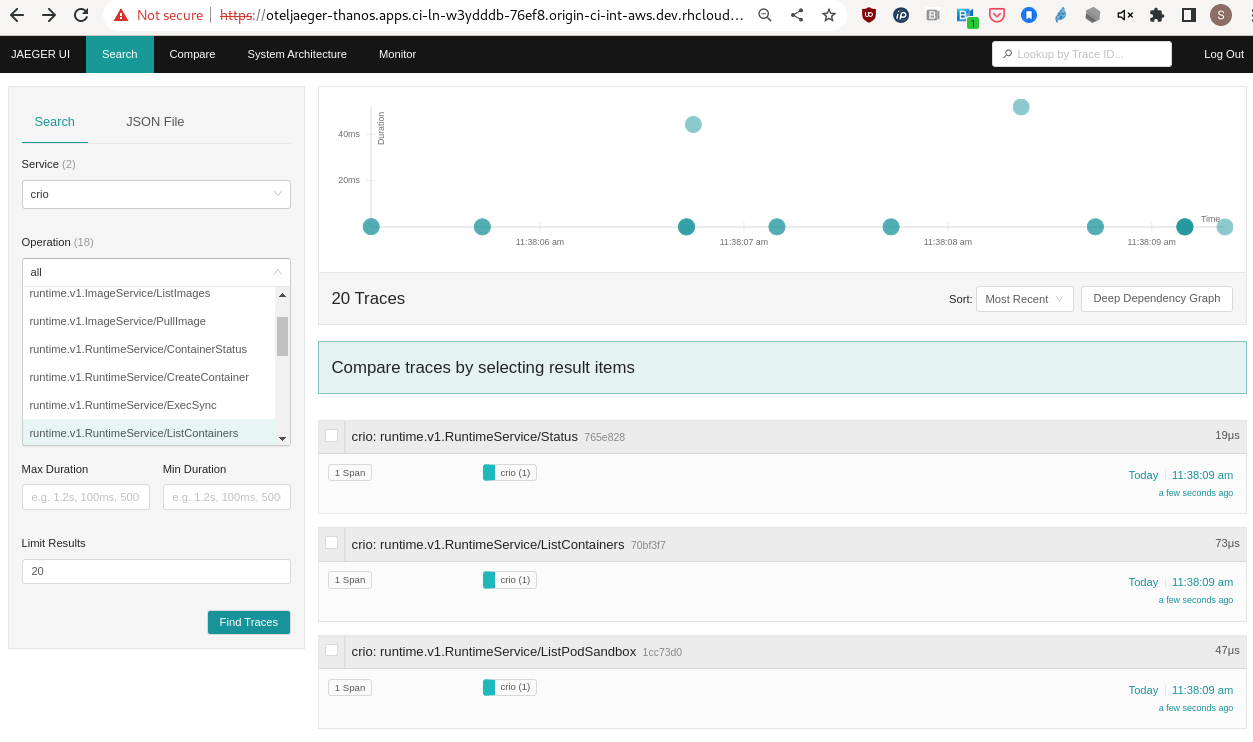 Not secure https://oteljaeger-thanos.apps.ci-ln-w3ydddb-76ef8.origin-ci-int-aws.dev.rhcloud...
1
S
JAEGER UI Search Compare System Architecture Monitor Lookup by Trace ID... Log Out
Search JSON File
Service (2)
crio
Operation (18)
all
runtime.v1.ImageService/ListImages
runtime.v1.ImageService/PullImage
runtime.v1.RuntimeService/ContainerStatus
runtime.v1.RuntimeService/CreateContainer
runtime.v1.RuntimeService/ExecSync
runtime.v1.RuntimeService/ListContainers
Max Duration Min Duration
e.g. 1.2s, 100ms, 500 e.g. 1.2s, 100ms, 500
Limit Results
20
Find Traces
Duration
40ms
20ms
Time
11:38:06 am 11:38:07 am 11:38:08 am 11:38:09 am
20 Traces Sort: Most Recent Deep Dependency Graph
Compare traces by selecting result items
crio: runtime.v1.RuntimeService/Status 765e828 19μs
1 Span crio (1) Today 11:38:09 am
a few seconds ago
crio: runtime.v1.RuntimeService/ListContainers 70bf3f7 73μs
1 Span crio (1) Today 11:38:09 am
a few seconds ago
crio: runtime.v1.RuntimeService/ListPodSandbox 1cc73d0 47μs
1 Span crio (1) Today 11:38:09 am
a few seconds ago